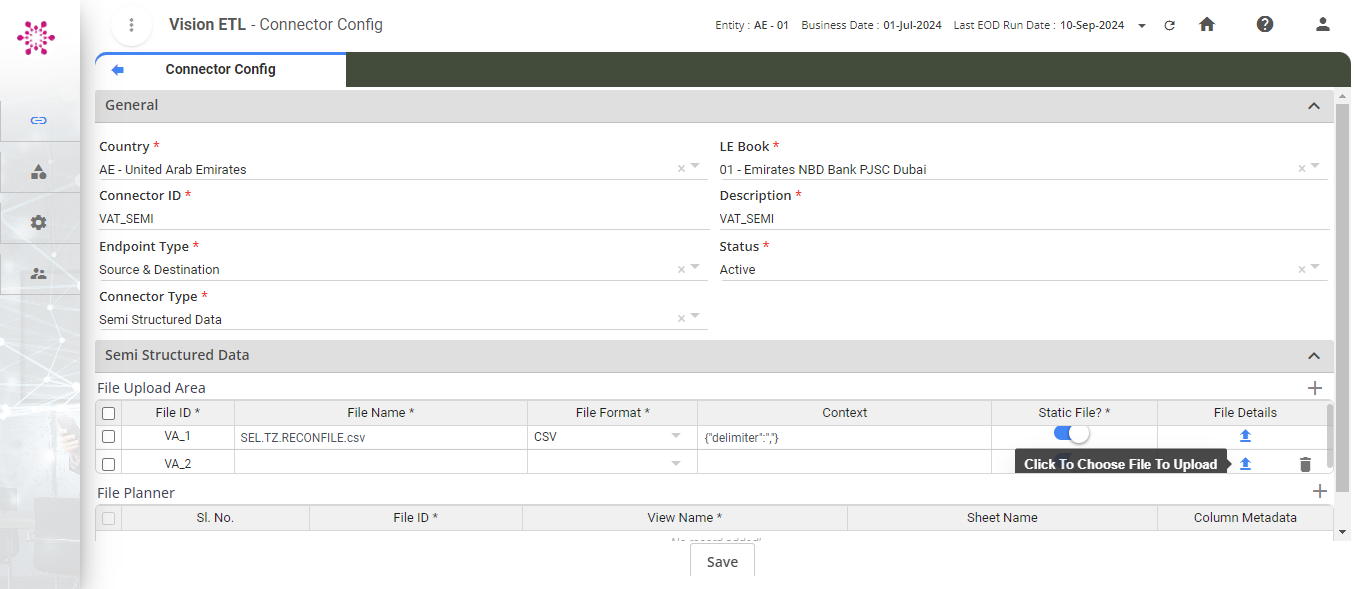 Vision ETL - Connector Config
Entity : AE - 01 Business Date : 01-Jul-2024 Last EOD Run Date : 10-Sep-2024
Connector Config
General
Country * LE Book *
AE - United Arab Emirates 01 - Emirates NBD Bank PJSC Dubai
Connector ID * Description *
VAT_SEMI VAT_SEMI
Endpoint Type * Status *
Source & Destination Active
Connector Type *
Semi Structured Data
Semi Structured Data
File Upload Area
File ID * File Name * File Format * Context Static File? * File Details
VA_1 SEL.TZ.RECONFILE.csv CSV {"delimiter":","}
VA_2 Click To Choose File To Upload
File Planner
Sl. No. File ID * View Name * Sheet Name Column Metadata
No record added!
Save